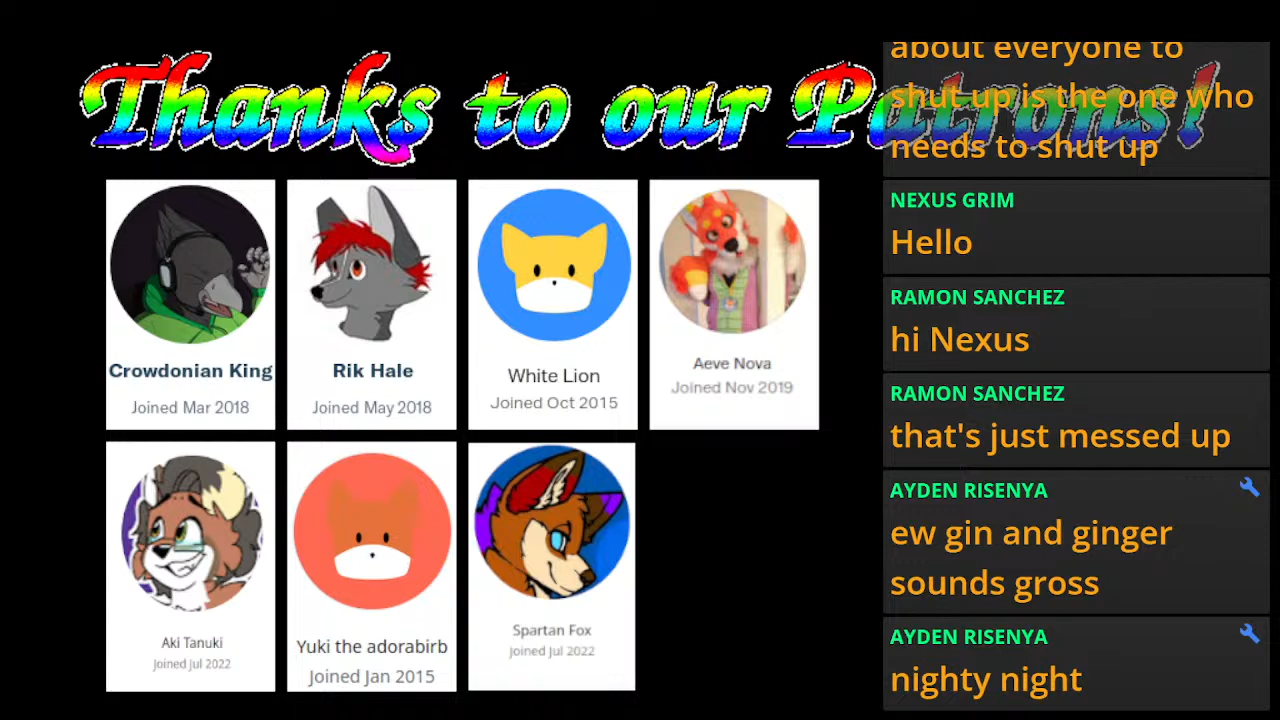 Thanks to our Patrons!
Crowdonian King
Joined Mar 2018
Rik Hale
Joined May 2018
White Lion
Joined Oct 2015
Aeve Nova
Joined Nov 2019
Aki Tanuki
Joined Jul 2022
Yuki the adorabirb
Joined Jan 2015
Spartan Fox
Joined Jul 2022
about everyone to
shut up is the one who
needs to shut up
NEXUS GRIM
Hello
RAMON SANCHEZ
hi Nexus
RAMON SANCHEZ
that's just messed up
AYDEN RISENYA
ew gin and ginger
sounds gross
AYDEN RISENYA
nighty night